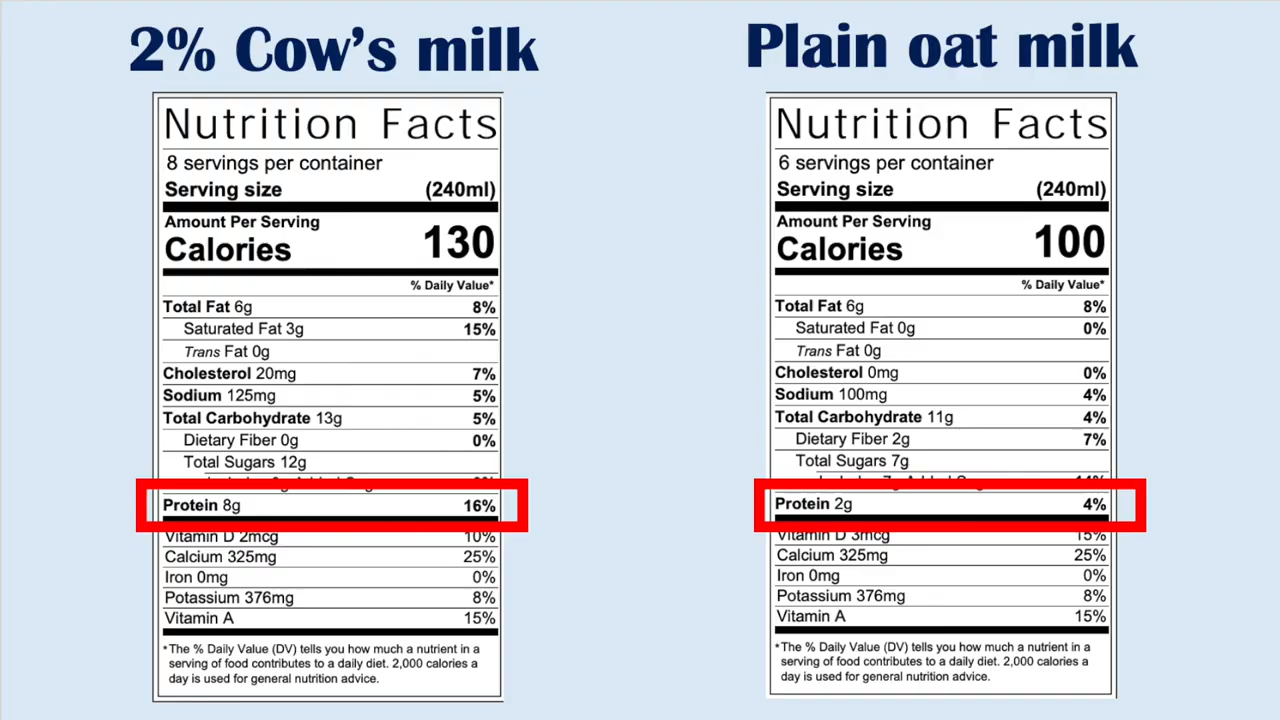 2% Cow's milk
Nutrition Facts
8 servings per container
Serving size (240ml)
Amount Per Serving
Calories 130
% Daily Value*
Total Fat 6g 8%
Saturated Fat 3g 15%
Trans Fat 0g
Cholesterol 20mg 7%
Sodium 125mg 5%
Total Carbohydrate 13g 5%
Dietary Fiber 0g 0%
Total Sugars 12g
Protein 8g 16%
Vitamin D 2mcg 10%
Calcium 325mg 25%
Iron 0mg 0%
Potassium 376mg 8%
Vitamin A 15%
*The % Daily Value (DV) tells you how much a nutrient in a
serving of food contributes to a daily diet. 2,000 calories a
day is used for general nutrition advice.
Plain oat milk
Nutrition Facts
6 servings per container
Serving size (240ml)
Amount Per Serving
Calories 100
% Daily Value*
Total Fat 6g 8%
Saturated Fat 0g 0%
Trans Fat 0g
Cholesterol 0mg 0%
Sodium 100mg 4%
Total Carbohydrate 11g 4%
Dietary Fiber 2g 7%
Total Sugars 7g
Protein 2g 4%
Vitamin D 3mcg 15%
Calcium 325mg 25%
Iron 0mg 0%
Potassium 376mg 8%
Vitamin A 15%
*The % Daily Value (DV) tells you how much a nutrient in a
serving of food contributes to a daily diet. 2,000 calories a
day is used for general nutrition advice.